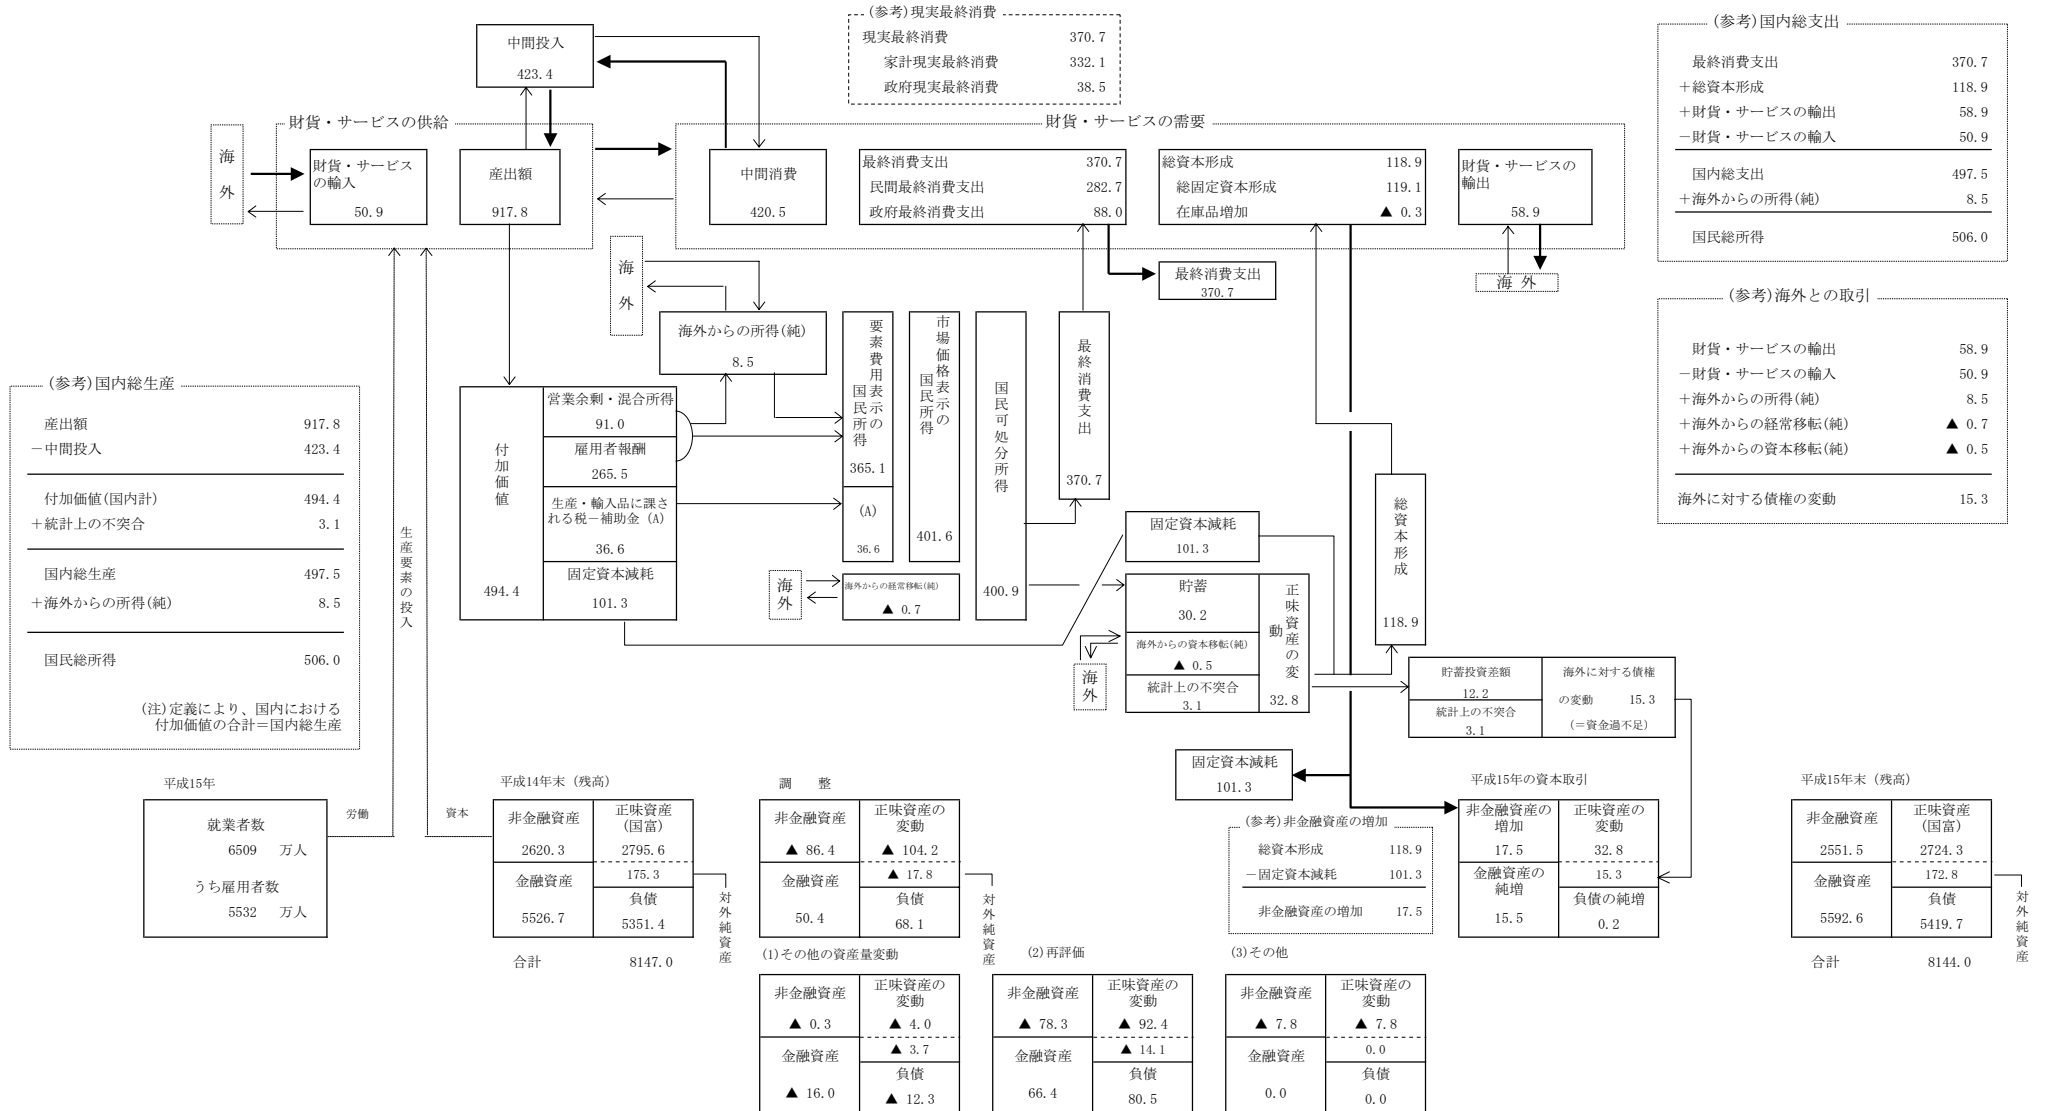 (参考)現実最終消費
現実最終消費 370.7
家計現実最終消費 332.1
政府現実最終消費 38.5
(参考)国内総支出
最終消費支出 370.7
＋総資本形成 118.9
＋財貨・サービスの輸出 58.9
－財貨・サービスの輸入 50.9
国内総支出 497.5
＋海外からの所得(純) 8.5
国民総所得 506.0
中間投入
423.4
財貨・サービスの供給
海外
財貨・サービス
の輸入
50.9
産出額
917.8
財貨・サービスの需要
中間消費
420.5
最終消費支出 370.7
民間最終消費支出 282.7
政府最終消費支出 88.0
総資本形成 118.9
総固定資本形成 119.1
在庫品増加 ▲ 0.3
財貨・サービスの
輸出
58.9
海 外
最終消費支出
370.7
(参考)海外との取引
財貨・サービスの輸出 58.9
－財貨・サービスの輸入 50.9
＋海外からの所得(純) 8.5
＋海外からの経常移転(純) ▲ 0.7
＋海外からの資本移転(純) ▲ 0.5
海外に対する債権の変動 15.3
海外
海外からの所得(純)
8.5
(参考)国内総生産
産出額 917.8
－中間投入 423.4
付加価値(国内計) 494.4
＋統計上の不突合 3.1
国内総生産 497.5
＋海外からの所得(純) 8.5
国民総所得 506.0
(注)定義により、国内における
付加価値の合計＝国内総生産
生産要素の投入
付加価値
494.4
営業余剰・混合所得
91.0
雇用者報酬
265.5
生産・輸入品に課さ
れる税－補助金（A）
36.6
固定資本減耗
101.3
要素費用表示の
国民所得
365.1
(A)
36.6
市場価格表示の
国民所得
401.6
国民可処分所得
400.9
最終消費支出
370.7
海外
海外からの経常移転(純)
▲ 0.7
固定資本減耗
101.3
貯蓄
30.2
海外からの資本移転(純)
▲ 0.5
統計上の不突合
3.1
正味資産の変
動
32.8
海外
総資本形成
118.9
貯蓄投資差額
12.2
統計上の不突合
3.1
海外に対する債権
の変動 15.3
(＝資金過不足)
固定資本減耗
101.3
平成15年
就業者数
6509 万人
うち雇用者数
5532 万人
労働
資本
平成14年末（残高）
非金融資産
2620.3
正味資産
(国富)
2795.6
175.3
金融資産
5526.7
負債
5351.4
対外純資産
合計 8147.0
調 整
非金融資産
▲ 86.4
正味資産の
変動
▲ 104.2
▲ 17.8
金融資産
50.4
負債
68.1
対外純資産
(参考)非金融資産の増加
総資本形成 118.9
－固定資本減耗 101.3
非金融資産の増加 17.5
平成15年の資本取引
非金融資産の
増加
17.5
正味資産の
変動
32.8
15.3
金融資産の
純増
15.5
負債の純増
0.2
平成15年末（残高）
非金融資産
2551.5
正味資産
(国富)
2724.3
172.8
金融資産
5592.6
負債
5419.7
対外純資産
合計 8144.0
(1)その他の資産量変動
非金融資産
▲ 0.3
正味資産の
変動
▲ 4.0
▲ 3.7
金融資産
▲ 16.0
負債
▲ 12.3
(2)再評価
非金融資産
▲ 78.3
正味資産の
変動
▲ 92.4
▲ 14.1
金融資産
66.4
負債
80.5
(3)その他
非金融資産
▲ 7.8
正味資産の
変動
▲ 7.8
0.0
金融資産
0.0
負債
0.0